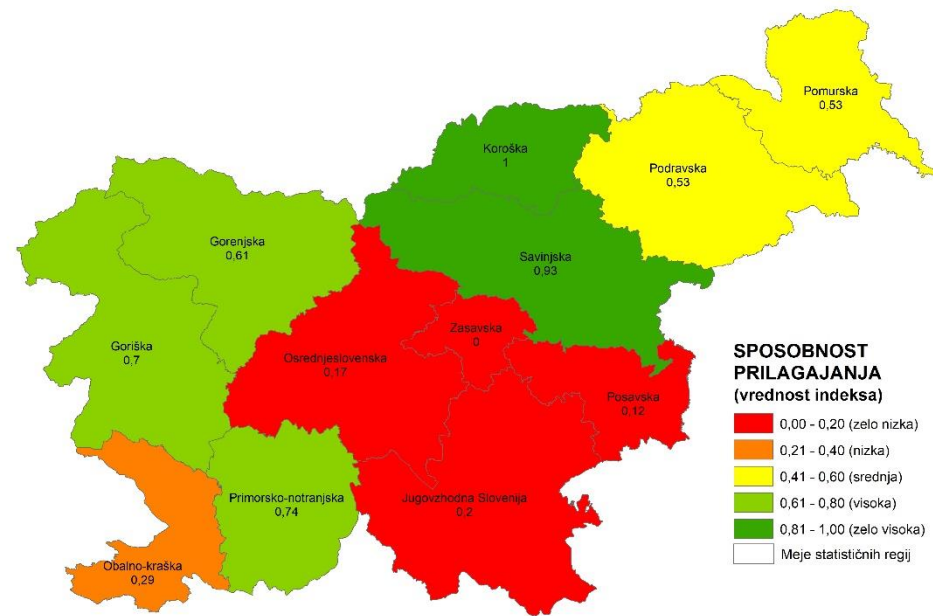 Pomurska
0,53
Koroška
1
Podravska
0,53
Gorenjska
0,61
Savinjska
0,93
Goriška
0,7
Osrednjeslovenska
0,17
Zasavska
0
Posavska
0,12
Primorsko-notranjska
0,74
Jugovzhodna Slovenija
0,2
Obalno-kraška
0,29
SPOSOBNOST
PRILAGAJANJA
(vrednost indeksa)
0,00 - 0,20 (zelo nizka)
0,21 - 0,40 (nizka)
0,41 - 0,60 (srednja)
0,61 - 0,80 (visoka)
0,81 - 1,00 (zelo visoka)
Meje statističnih regij